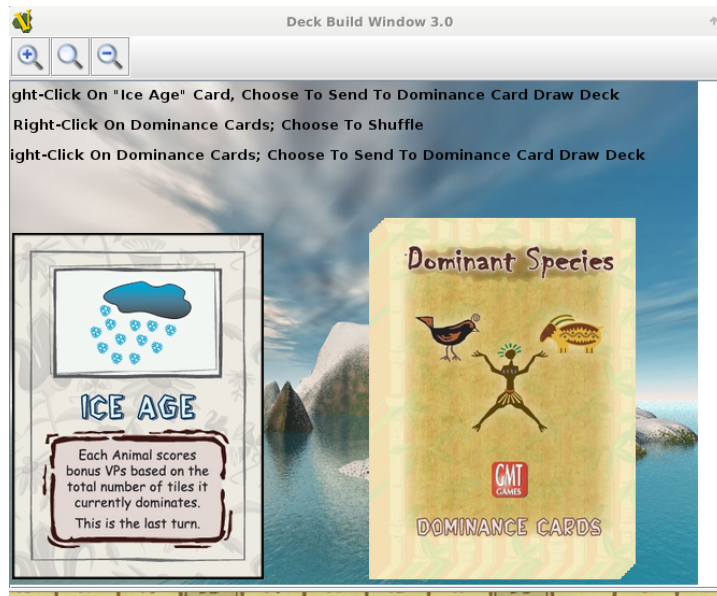 Deck Build Window 3.0
ght-Click On "Ice Age" Card, Choose To Send To Dominance Card Draw Deck
Right-Click On Dominance Cards; Choose To Shuffle
ight-Click On Dominance Cards; Choose To Send To Dominance Card Draw Deck
ICE AGE
Each Animal scores
bonus VPs based on the
total number of tiles it
currently dominates.
This is the last turn.
Dominant Species
GMT
GAMES
DOMINANCE CARDS